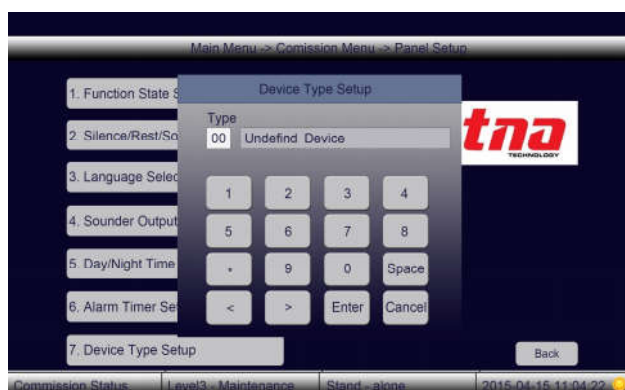 Main Menu -> Comission Menu -> Panel Setup
Device Type Setup
1. Function State S
Type
00 Undefind Device
2. Silence/Rest/So
tna
TECHNOLOGY
3. Language Selec
1 2 3 4
4. Sounder Output
5 6 7 8
5. Day/Night Time
* 9 0 Space
6. Alarm Timer Set
< > Enter Cancel
7. Device Type Setup
Back
Commission Status Level3 - Maintenance Stand - alone 2015-04-15 11:04:22